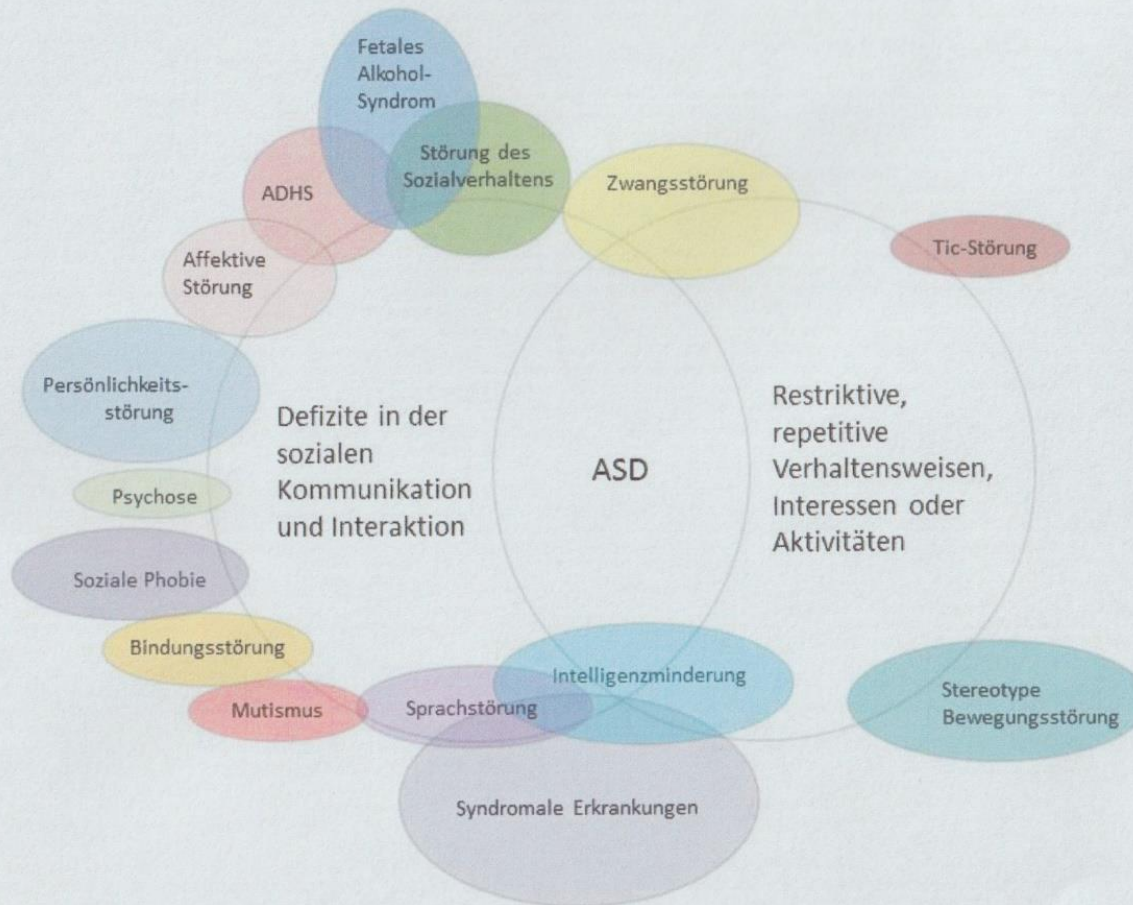 Fetales
Alkohol-
Syndrom
Störung des
Sozialverhaltens
Zwangsstörung
ADHS
Tic-Störung
Affektive
Störung
Persönlichkeits-
störung
Defizite in der
sozialen
Kommunikation
und Interaktion
ASD
Restriktive,
repetitive
Verhaltensweisen,
Interessen oder
Aktivitäten
Psychose
Soziale Phobie
Bindungsstörung
Mutismus
Sprachstörung
Intelligenzminderung
Stereotype
Bewegungsstörung
Syndromale Erkrankungen